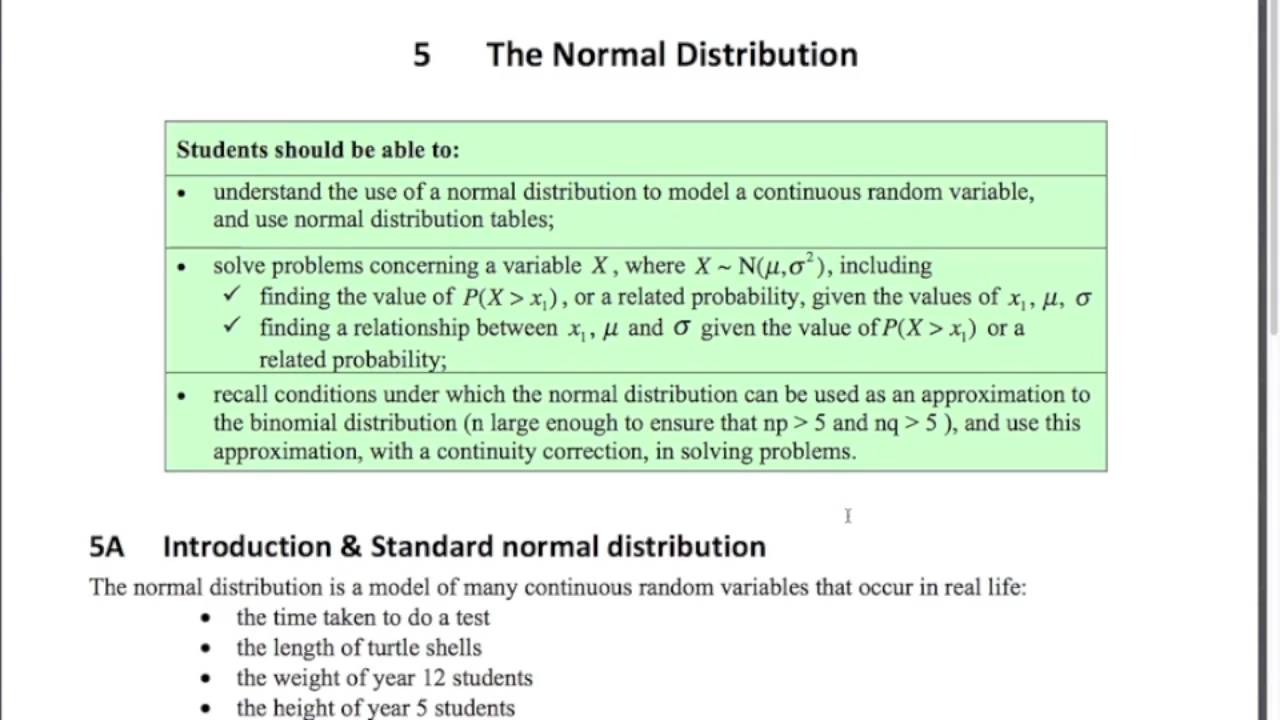 5 The Normal Distribution
Students should be able to:
• understand the use of a normal distribution to model a continuous random variable,
and use normal distribution tables;
• solve problems concerning a variable X, where X ~ N(μ,σ²), including
✓ finding the value of P(X > x₁), or a related probability, given the values of x₁, μ, σ
✓ finding a relationship between x₁, μ and σ given the value of P(X > x₁) or a
related probability;
• recall conditions under which the normal distribution can be used as an approximation to
the binomial distribution (n large enough to ensure that np > 5 and nq > 5 ), and use this
approximation, with a continuity correction, in solving problems.
5A Introduction & Standard normal distribution
The normal distribution is a model of many continuous random variables that occur in real life:
• the time taken to do a test
• the length of turtle shells
• the weight of year 12 students
• the height of year 5 students